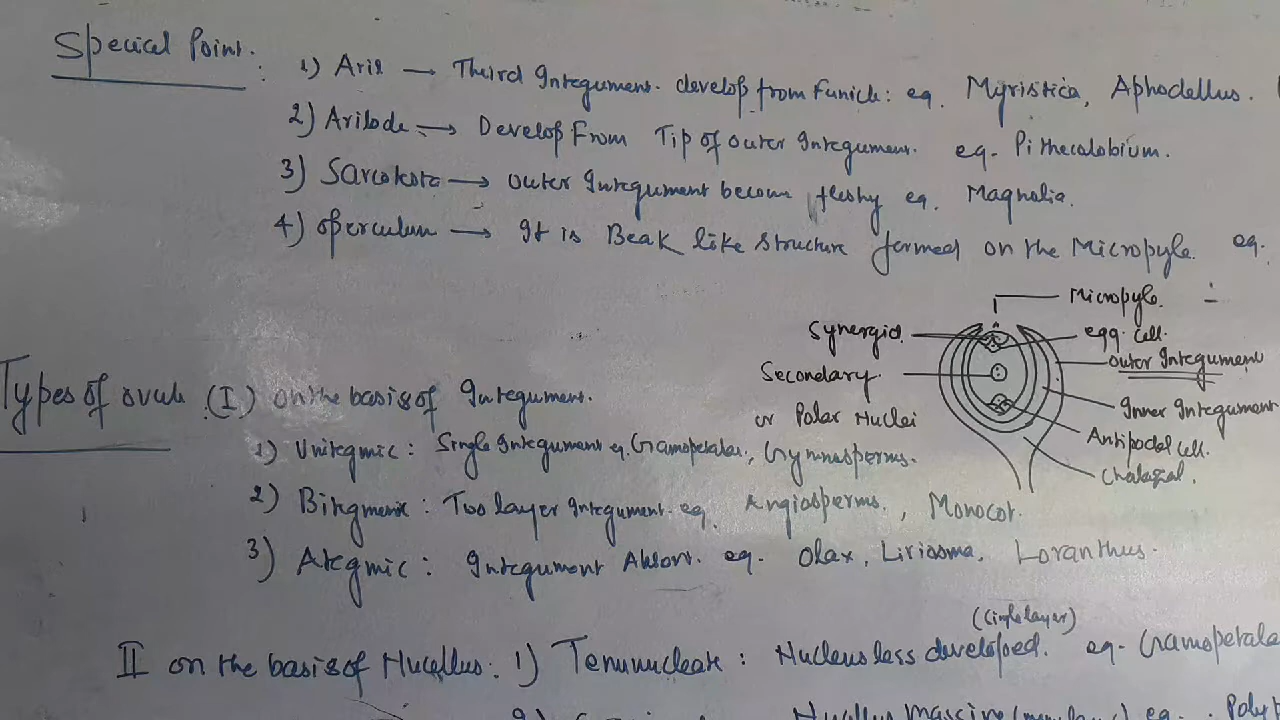 Special Point.
1) Aril → Third Integument. develop from Funicle: eg. Myristica, Aphodellus.
2) Arilode → Develop From Tip of outer Integument. eg. Pithecolobium.
3) Sarcotesta → outer Integument become fleshy eg. Magnolia.
4) operculum → It is Beak like structure formed on the Micropyle. eg.
Micropyle.
Synergid.
egg. cell.
outer Integument
Secondary.
or Polar Nuclei
Inner Integument
Antipodal cell.
Chalazal.
Types of ovule (I) on the basis of Integument.
1) Unitegmic: Single Integument eg. Gamopetalae, Gymnosperms.
2) Bitegmic: Two layer Integument. eg. Angiosperms., Monocot.
3) Ategmic: Integument Absent. eg. Olax, Liriosma, Loranthus.
II on the basis of Nucellus: 1) Tenuinucleate: Nucleus less developed. eg. Gamopetala
Nucellus massive
eg.